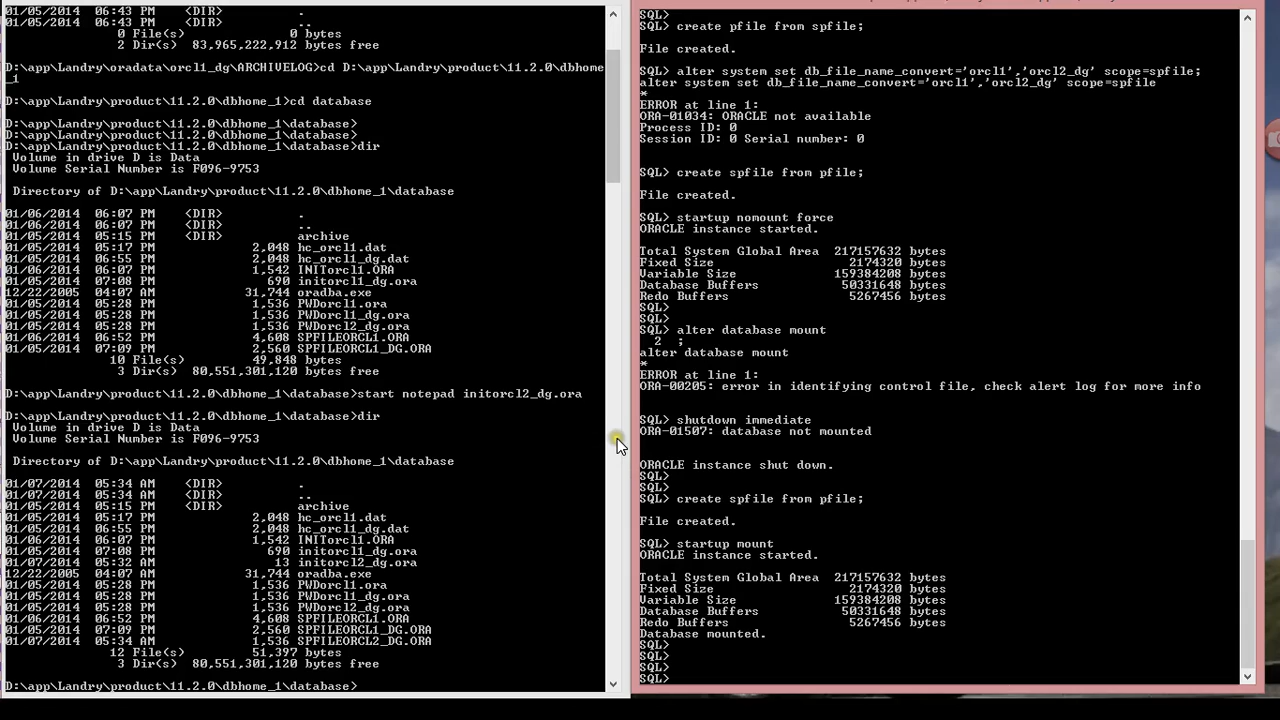 01/05/2014  06:43 PM    <DIR>          .
01/05/2014  06:43 PM    <DIR>          ..
               0 File(s)              0 bytes
               2 Dir(s)  83,965,222,912 bytes free
D:\app\Landry\oradata\orcl1_dg\ARCHIVELOG>cd D:\app\Landry\product\11.2.0\dbhome
_1
D:\app\Landry\product\11.2.0\dbhome_1>cd database
D:\app\Landry\product\11.2.0\dbhome_1\database>
D:\app\Landry\product\11.2.0\dbhome_1\database>
D:\app\Landry\product\11.2.0\dbhome_1\database>dir
 Volume in drive D is Data
 Volume Serial Number is F096-9753
 Directory of D:\app\Landry\product\11.2.0\dbhome_1\database
01/06/2014  06:07 PM    <DIR>          .
01/06/2014  06:07 PM    <DIR>          ..
01/05/2014  05:15 PM    <DIR>          archive
01/05/2014  05:17 PM             2,048 hc_orcl1.dat
01/05/2014  06:55 PM             2,048 hc_orcl1_dg.dat
01/06/2014  06:07 PM             1,542 INITorcl1.ORA
01/05/2014  07:08 PM               690 initorcl1_dg.ora
12/22/2005  04:07 AM            31,744 oradba.exe
01/05/2014  05:28 PM             1,536 PWDorcl1.ora
01/05/2014  05:28 PM             1,536 PWDorcl1_dg.ora
01/05/2014  05:28 PM             1,536 PWDorcl2_dg.ora
01/06/2014  06:52 PM             4,608 SPFILEORCL1.ORA
01/05/2014  07:09 PM             2,560 SPFILEORCL1_DG.ORA
              10 File(s)         49,848 bytes
               3 Dir(s)  80,551,301,120 bytes free
D:\app\Landry\product\11.2.0\dbhome_1\database>start notepad initorcl2_dg.ora
D:\app\Landry\product\11.2.0\dbhome_1\database>dir
 Volume in drive D is Data
 Volume Serial Number is F096-9753
 Directory of D:\app\Landry\product\11.2.0\dbhome_1\database
01/07/2014  05:34 AM    <DIR>          .
01/07/2014  05:34 AM    <DIR>          ..
01/05/2014  05:15 PM    <DIR>          archive
01/05/2014  05:17 PM             2,048 hc_orcl1.dat
01/05/2014  06:55 PM             2,048 hc_orcl1_dg.dat
01/06/2014  06:07 PM             1,542 INITorcl1.ORA
01/05/2014  07:08 PM               690 initorcl1_dg.ora
01/07/2014  05:32 AM                13 initorcl2_dg.ora
12/22/2005  04:07 AM            31,744 oradba.exe
01/05/2014  05:28 PM             1,536 PWDorcl1.ora
01/05/2014  05:28 PM             1,536 PWDorcl1_dg.ora
01/05/2014  05:28 PM             1,536 PWDorcl2_dg.ora
01/06/2014  06:52 PM             4,608 SPFILEORCL1.ORA
01/05/2014  07:09 PM             2,560 SPFILEORCL1_DG.ORA
01/07/2014  05:34 AM             1,536 SPFILEORCL2_DG.ORA
              12 File(s)         51,397 bytes
               3 Dir(s)  80,551,301,120 bytes free
D:\app\Landry\product\11.2.0\dbhome_1\database>
SQL>
SQL> create pfile from spfile;
File created.
SQL> alter system set db_file_name_convert='orcl1','orcl2_dg' scope=spfile;
alter system set db_file_name_convert='orcl1','orcl2_dg' scope=spfile
*
ERROR at line 1:
ORA-01034: ORACLE not available
Process ID: 0
Session ID: 0 Serial number: 0
SQL> create spfile from pfile;
File created.
SQL> startup nomount force
ORACLE instance started.
Total System Global Area  217157632 bytes
Fixed Size                  2174320 bytes
Variable Size             159384208 bytes
Database Buffers           50331648 bytes
Redo Buffers                5267456 bytes
SQL>
SQL>
SQL> alter database mount
  2  ;
alter database mount
*
ERROR at line 1:
ORA-00205: error in identifying control file, check alert log for more info
SQL> shutdown immediate
ORA-01507: database not mounted
ORACLE instance shut down.
SQL>
SQL>
SQL> create spfile from pfile;
File created.
SQL> startup mount
ORACLE instance started.
Total System Global Area  217157632 bytes
Fixed Size                  2174320 bytes
Variable Size             159384208 bytes
Database Buffers           50331648 bytes
Redo Buffers                5267456 bytes
Database mounted.
SQL>
SQL>
SQL>
SQL>